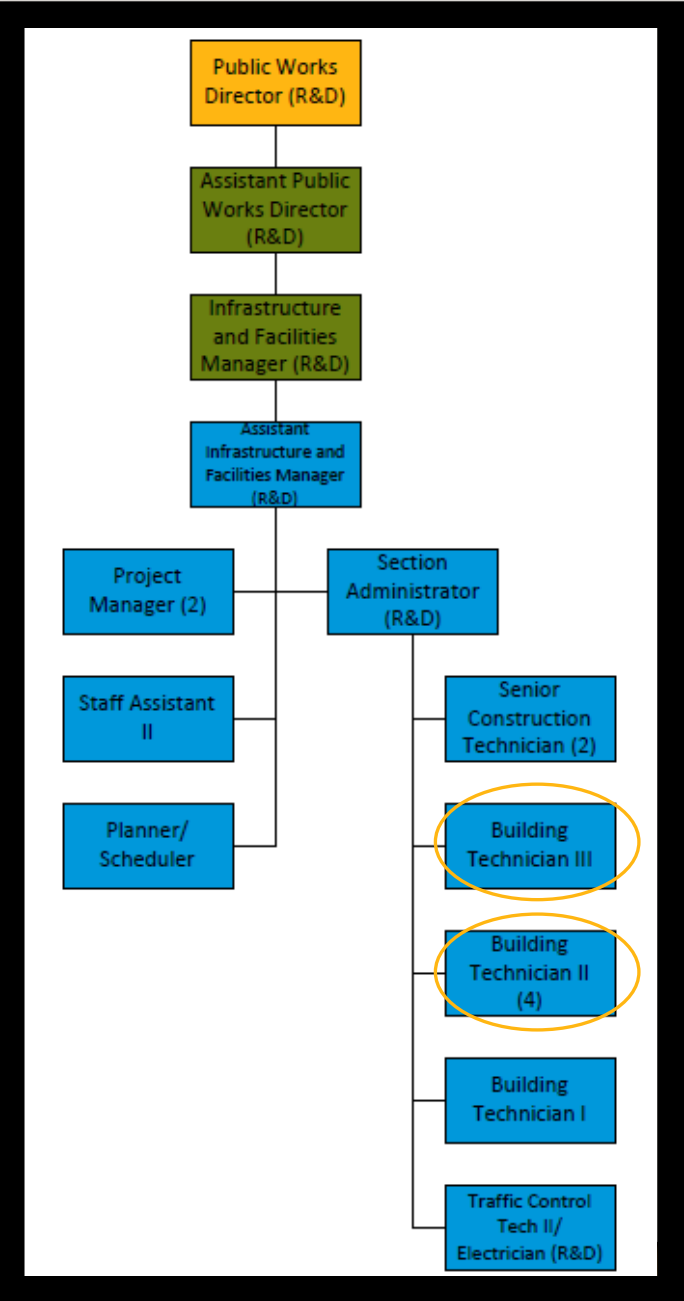 Public Works
Director (R&D)
Assistant Public
Works Director
(R&D)
Infrastructure
and Facilities
Manager (R&D)
Assistant
Infrastructure and
Facilities Manager
(R&D)
Project
Manager (2)
Section
Administrator
(R&D)
Staff Assistant
II
Senior
Construction
Technician (2)
Planner/
Scheduler
Building
Technician III
Building
Technician II
(4)
Building
Technician I
Traffic Control
Tech II/
Electrician (R&D)